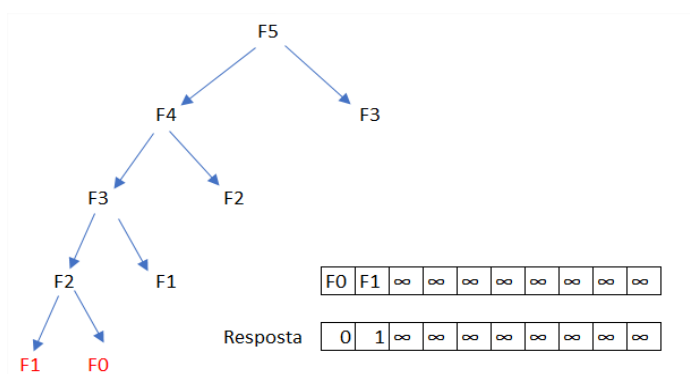 F5
F4 F3
F3 F2
F2 F1 F0 F1 ∞ ∞ ∞ ∞ ∞ ∞ ∞ ∞
Resposta 0 1 ∞ ∞ ∞ ∞ ∞ ∞ ∞ ∞
F1 F0